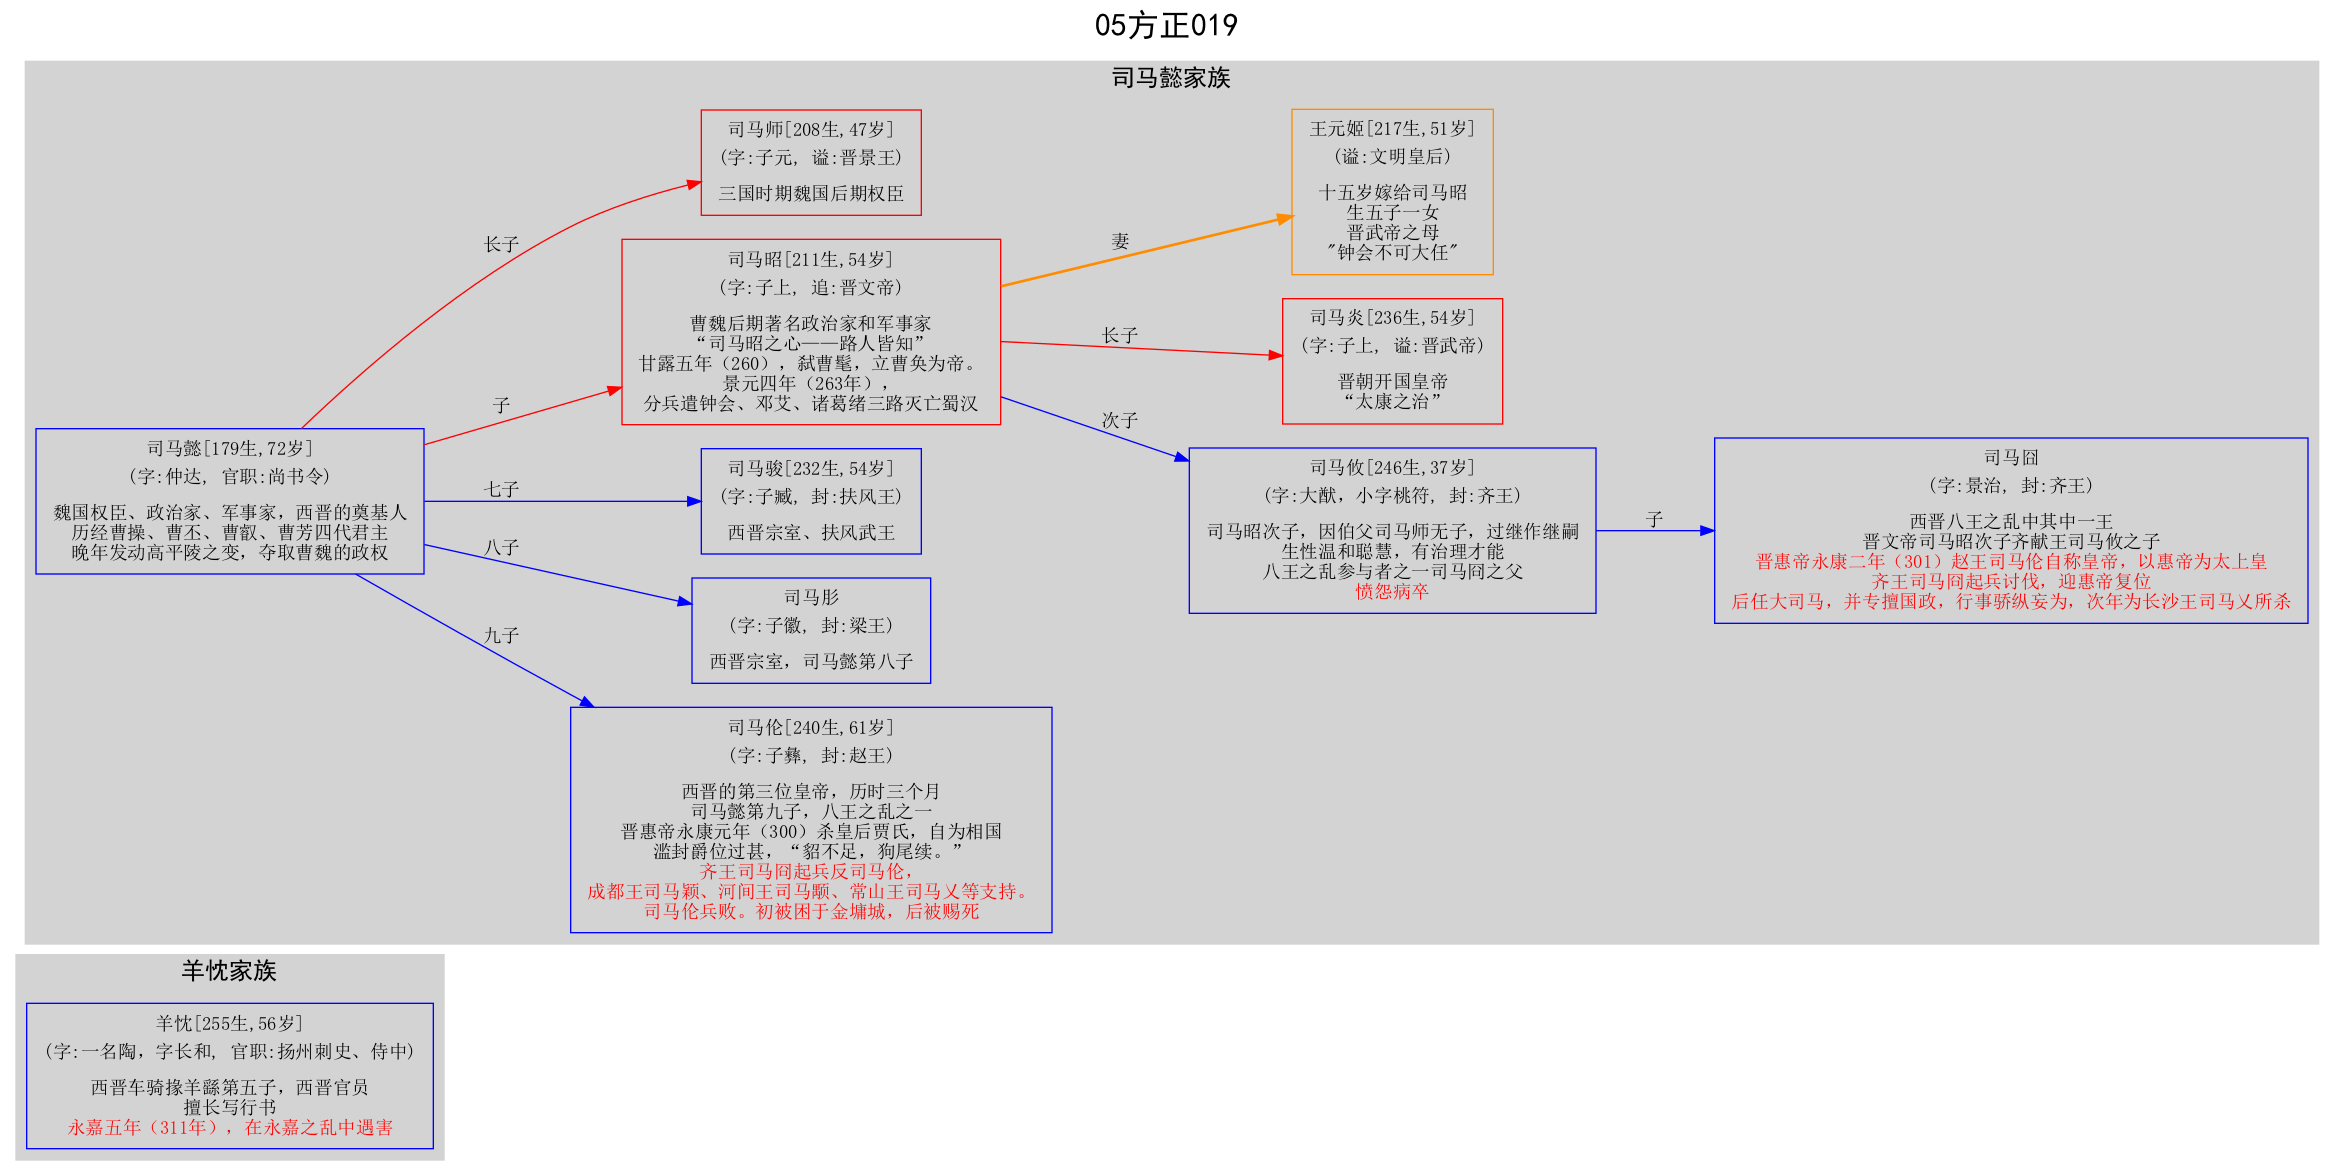 05方正019
司马懿家族
司马师[208生,47岁]
(字:子元, 谥:晋景王)
三国时期魏国后期权臣
王元姬[217生,51岁]
(谥:文明皇后)
十五岁嫁给司马昭
生五子一女
晋武帝之母
"钟会不可大任"
长子
妻
司马昭[211生,54岁]
(字:子上, 追:晋文帝)
曹魏后期著名政治家和军事家
“司马昭之心——路人皆知”
甘露五年（260），弑曹髦，立曹奂为帝。
景元四年（263年），
分兵遣钟会、邓艾、诸葛绪三路灭亡蜀汉
长子
司马炎[236生,54岁]
(字:子上, 谥:晋武帝)
晋朝开国皇帝
“太康之治”
子
次子
司马懿[179生,72岁]
(字:仲达, 官职:尚书令)
魏国权臣、政治家、军事家，西晋的奠基人
历经曹操、曹丕、曹叡、曹芳四代君主
晚年发动高平陵之变，夺取曹魏的政权
七子
司马骏[232生,54岁]
(字:子臧, 封:扶风王)
西晋宗室、扶风武王
司马攸[246生,37岁]
(字:大猷，小字桃符, 封:齐王)
司马昭次子，因伯父司马师无子，过继作继嗣
生性温和聪慧，有治理才能
八王之乱参与者之一司马冏之父
愤怨病卒
子
司马冏
(字:景治, 封:齐王)
西晋八王之乱中其中一王
晋文帝司马昭次子齐献王司马攸之子
晋惠帝永康二年（301）赵王司马伦自称皇帝，以惠帝为太上皇
齐王司马冏起兵讨伐，迎惠帝复位
后任大司马，并专擅国政，行事骄纵妄为，次年为长沙王司马乂所杀
八子
司马肜
(字:子徽, 封:梁王)
西晋宗室，司马懿第八子
九子
司马伦[240生,61岁]
(字:子彝, 封:赵王)
西晋的第三位皇帝，历时三个月
司马懿第九子，八王之乱之一
晋惠帝永康元年（300）杀皇后贾氏，自为相国
滥封爵位过甚，“貂不足，狗尾续。”
齐王司马冏起兵反司马伦，
成都王司马颖、河间王司马颙、常山王司马乂等支持。
司马伦兵败。初被困于金墉城，后被赐死
羊忱家族
羊忱[255生,56岁]
(字:一名陶，字长和, 官职:扬州刺史、侍中)
西晋车骑掾羊繇第五子，西晋官员
擅长写行书
永嘉五年（311年），在永嘉之乱中遇害